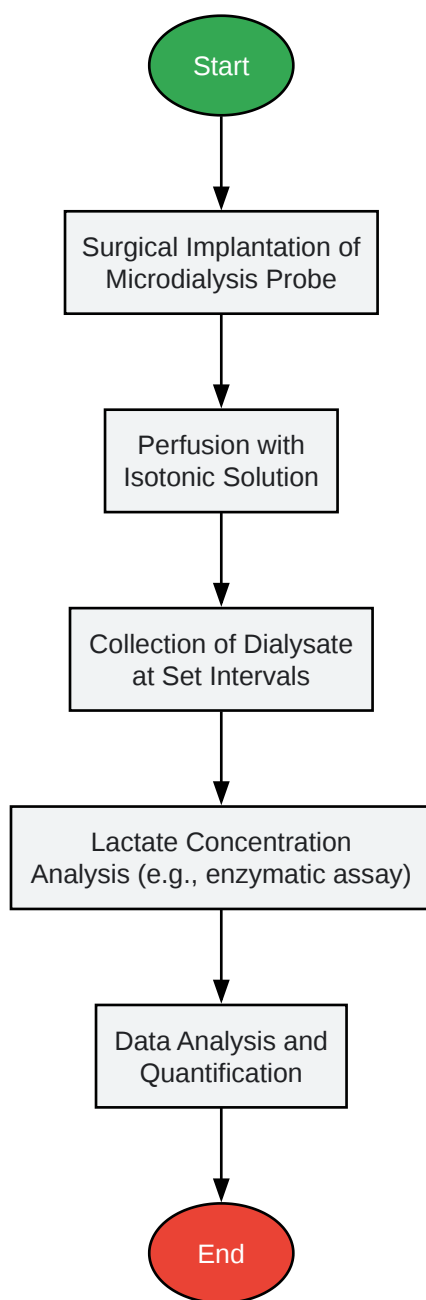 Start
Surgical Implantation of
Microdialysis Probe
Perfusion with
Isotonic Solution
Collection of Dialysate
at Set Intervals
Lactate Concentration
Analysis (e.g., enzymatic assay)
Data Analysis and
Quantification
End